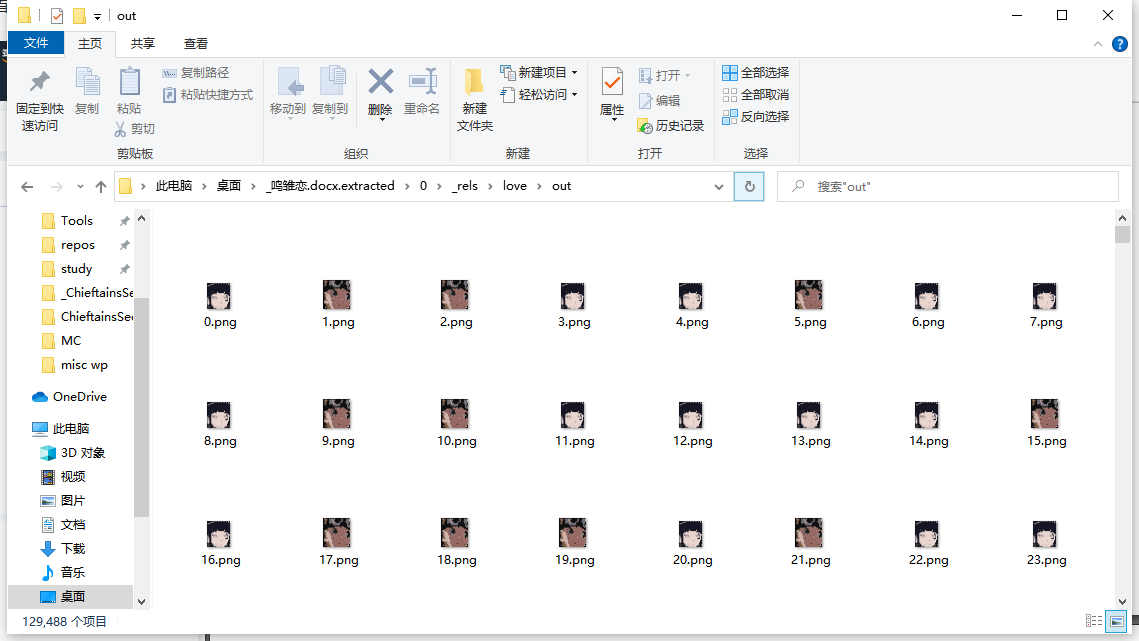 out
文件 主页 共享 查看
固定到快速访问
复制
粘贴
复制路径
粘贴快捷方式
剪切
剪贴板
移动到
复制到
删除
重命名
组织
新建
文件夹
新建项目
轻松访问
新建
属性
打开
编辑
历史记录
打开
全部选择
全部取消
反向选择
选择
此电脑 › 桌面 › _鸣雏恋.docx.extracted › 0 › _rels › love › out
搜索"out"
Tools
repos
study
_ChieftainsSe
ChieftainsSe
MC
misc wp
OneDrive
此电脑
3D 对象
视频
图片
文档
下载
音乐
桌面
0.png 1.png 2.png 3.png 4.png 5.png 6.png 7.png
8.png 9.png 10.png 11.png 12.png 13.png 14.png 15.png
16.png 17.png 18.png 19.png 20.png 21.png 22.png 23.png
129,488 个项目